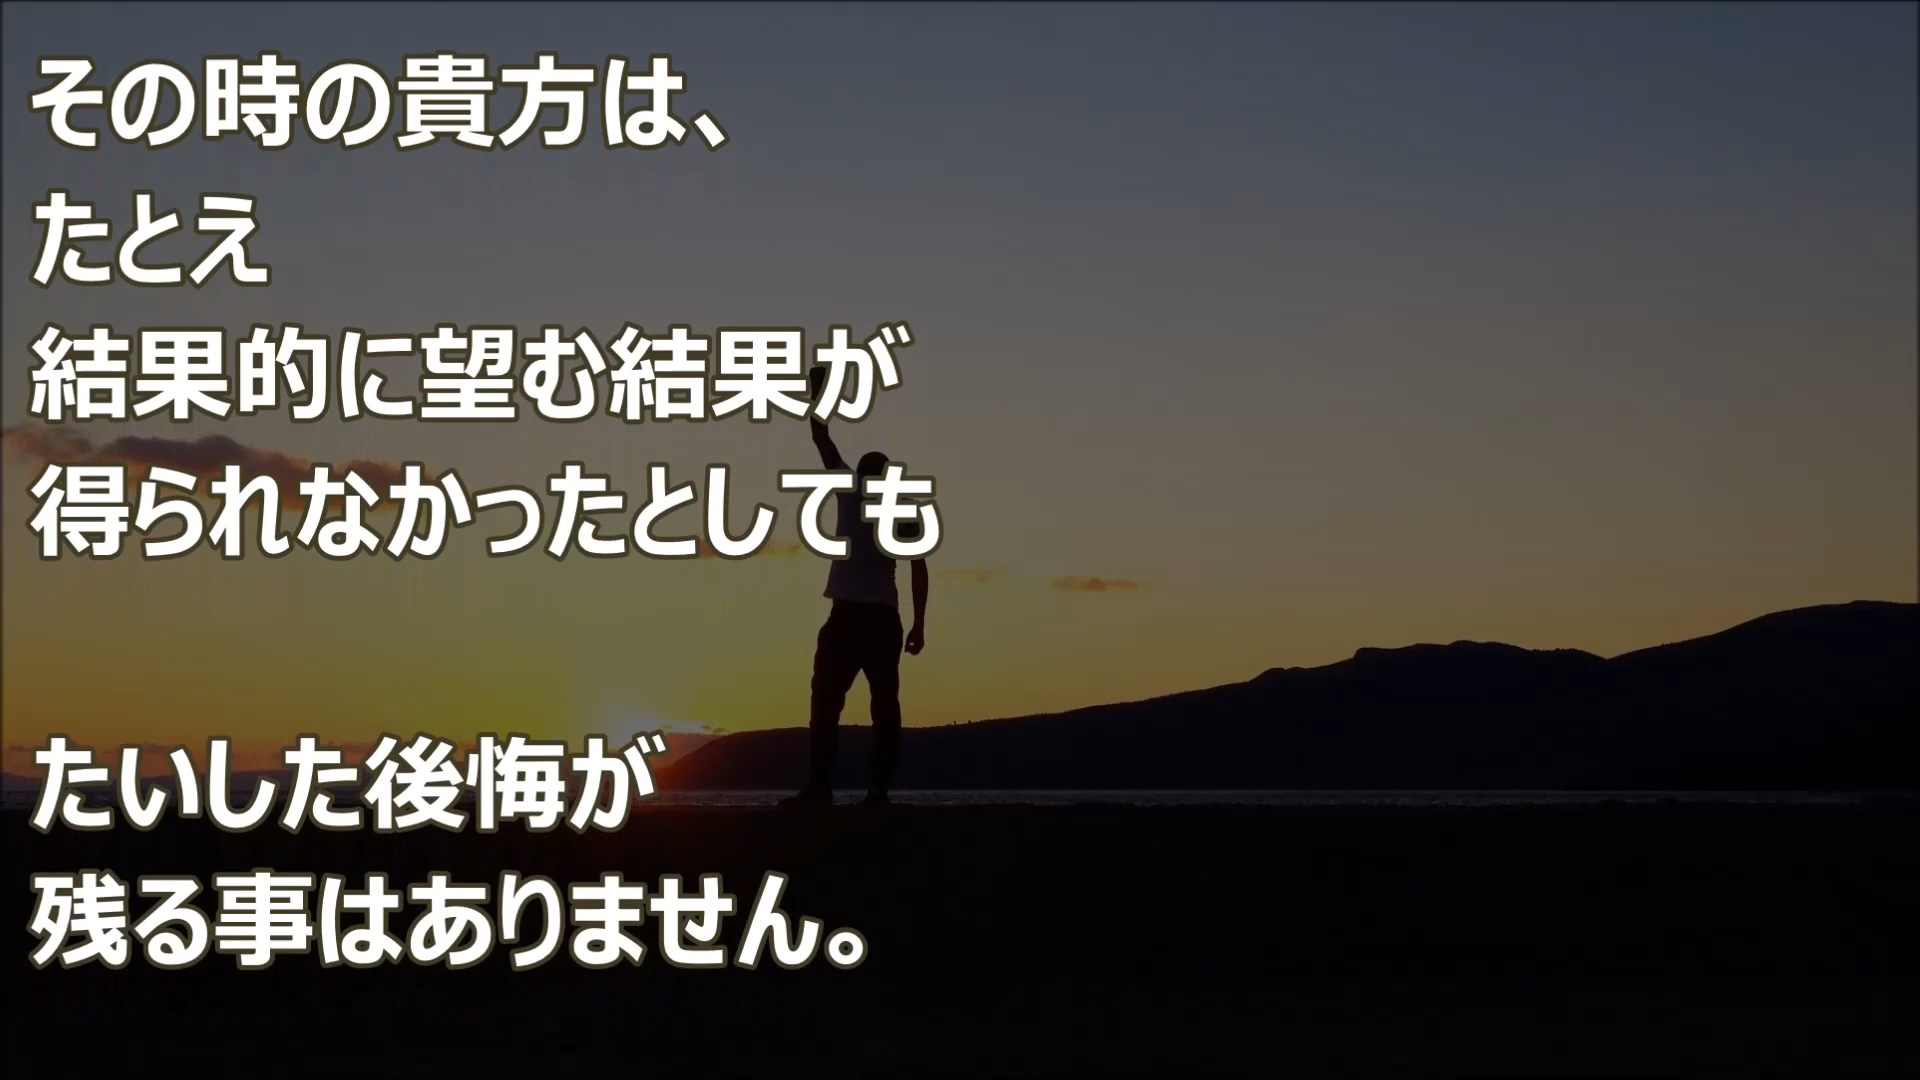 その時の貴方は、
たとえ
結果的に望む結果が
得られなかったとしても
たいした後悔が
残る事はありません。